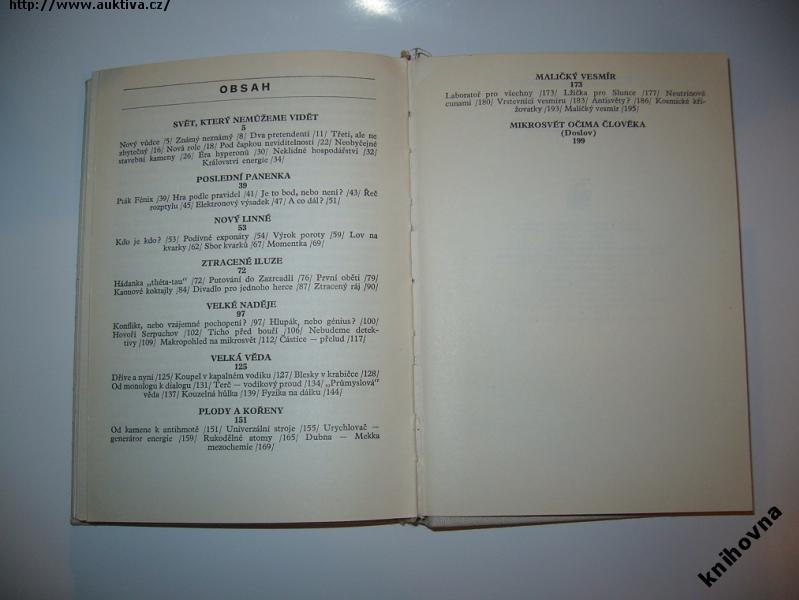 http://www.auktiva.cz/
OBSAH
SVĚT, KTERÝ NEMŮŽEME VIDĚT
5
Nový vůdce /5/ Známý neznámý /8/ Dva pretendenti /11/ Třetí, ale ne
zbytečný /16/ Nová role /18/ Pod čapkou neviditelnosti /22/ Neobyčejné
stavební kameny /26/ Éra hyperonů /30/ Neklidné hospodářství /32/
Království energie /34/
POSLEDNÍ PANENKA
39
Pták Fénix /39/ Hra podle pravidel /41/ Je to bod, nebo není? /43/ Řeč
rozptylu /45/ Elektronový výsadek /47/ A co dál? /51/
NOVÝ LINNÉ
53
Kdo je kdo? /53/ Podivné exponáty /54/ Výrok poroty /59/ Lov na
kvarky /62/ Sbor kvarků /67/ Momentka /69/
ZTRACENÉ ILUZE
72
Hádanka „théta-tau" /72/ Putování do Zazrcadlí /76/ První oběti /79/
Kaonové koktajly /84/ Divadlo pro jednoho herce /87/ Ztracený ráj /90/
VELKÉ NADĚJE
97
Konflikt, nebo vzájemné pochopení? /97/ Hlupák, nebo génius? /100/
Hovoří Serpuchov /102/ Ticho před bouří /106/ Nebudeme detek-
tivy /109/ Makropohled na mikrosvět /112/ Částice — přelud /117/
VELKÁ VĚDA
125
Dříve a nyní /125/ Koupel v kapalném vodíku /127/ Blesky v krabičce /128/
Od monologu k dialogu /131/ Terč — vodíkový proud /134/ „Průmyslová"
věda /137/ Kouzelná hůlka /139/ Fyzika na dálku /144/
PLODY A KOŘENY
151
Od kamene k antihmotě /151/ Univerzální stroje /155/ Urychlovač —
generátor energie /159/ Rukodělné atomy /165/ Dubna — Mekka
mezochemie /169/
MALIČKÝ VESMÍR
173
Laboratoř pro všechny /173/ Lžička pro Slunce /177/ Neutrinové
cunami /180/ Vrstevníci vesmíru /183/ Antisvěty? /186/ Kosmické kři-
žovatky /193/ Maličký vesmír /195/
MIKROSVĚT OČIMA ČLOVĚKA
(Doslov)
199
knihovna